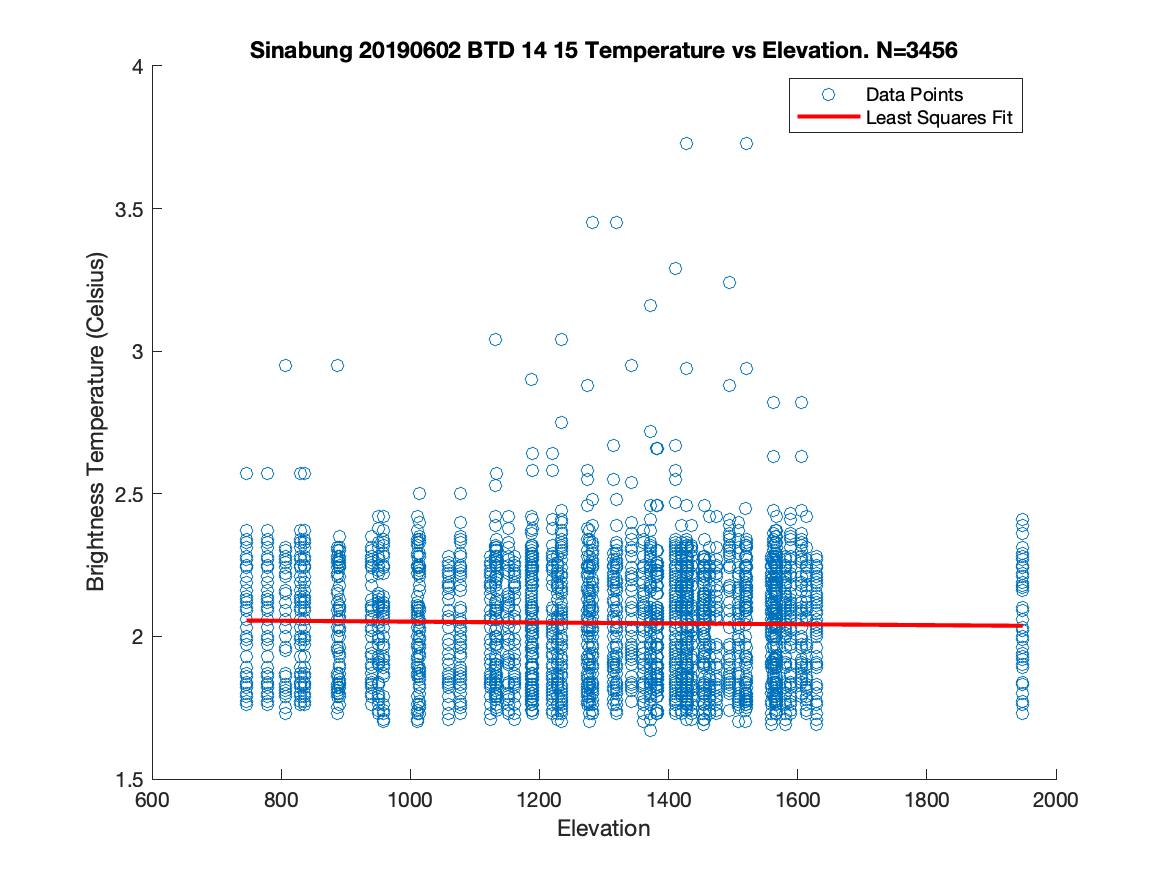 Sinabung 20190602 BTD 14 15 Temperature vs Elevation. N=3456
Data Points
Least Squares Fit
4
3.5
3
2.5
2
1.5
Brightness Temperature (Celsius)
600 800 1000 1200 1400 1600 1800 2000
Elevation